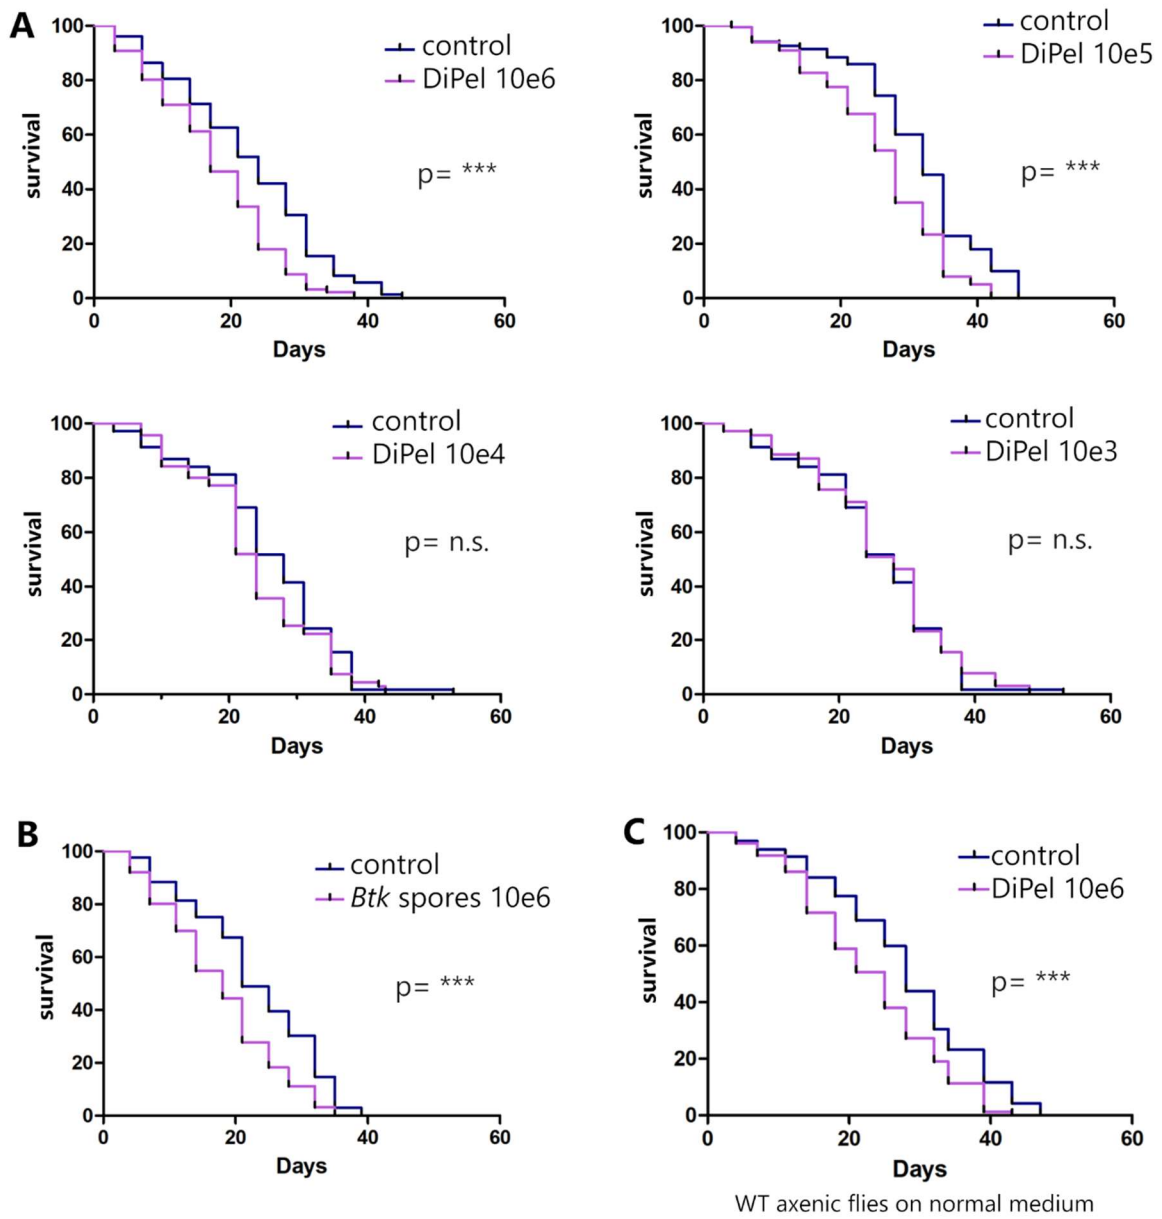 A
100
80
60
40
20
0
survival
0 20 40 60
Days
control
DiPel 10e6
p= ***
100
80
60
40
20
0
survival
0 20 40 60
Days
control
DiPel 10e5
p= ***
100
80
60
40
20
0
survival
0 20 40 60
Days
control
DiPel 10e4
p= n.s.
100
80
60
40
20
0
survival
0 20 40 60
Days
control
DiPel 10e3
p= n.s.
B
100
80
60
40
20
0
survival
0 20 40 60
Days
control
Btk spores 10e6
p= ***
C
100
80
60
40
20
0
survival
0 20 40 60
Days
control
DiPel 10e6
p= ***
WT axenic flies on normal medium